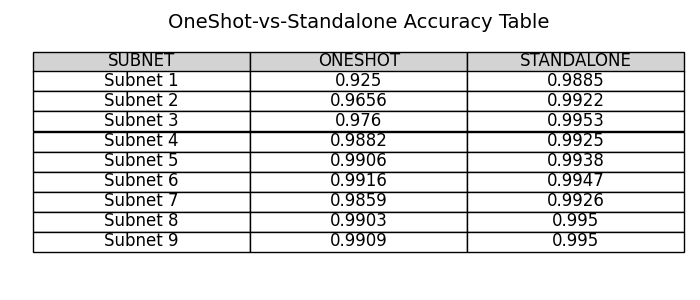 OneShot-vs-Standalone Accuracy Table
SUBNET ONESHOT STANDALONE
Subnet 1 0.925 0.9885
Subnet 2 0.9656 0.9922
Subnet 3 0.976 0.9953
Subnet 4 0.9882 0.9925
Subnet 5 0.9906 0.9938
Subnet 6 0.9916 0.9947
Subnet 7 0.9859 0.9926
Subnet 8 0.9903 0.995
Subnet 9 0.9909 0.995